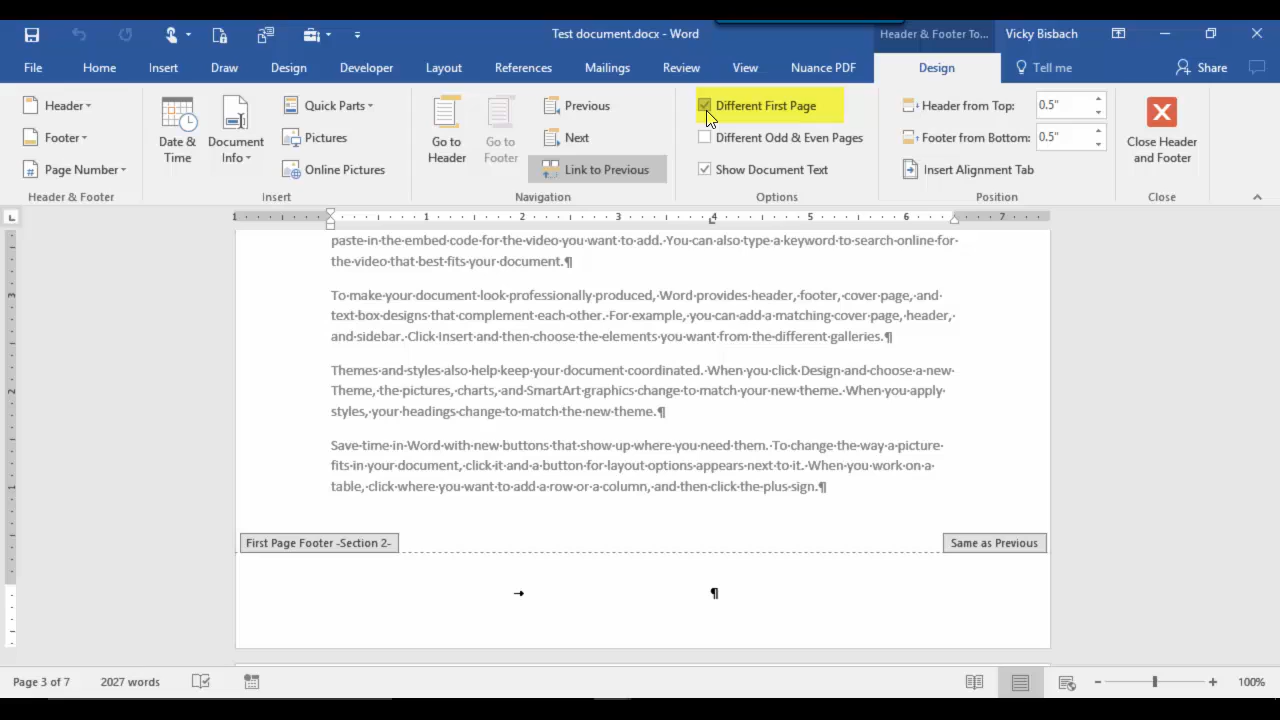 Test document.docx - Word
Header & Footer To...
Vicky Bisbach
File Home Insert Draw Design Developer Layout References Mailings Review View Nuance PDF Design Tell me Share
Header
Footer
Page Number
Header & Footer
Date & Time
Document Info
Quick Parts
Pictures
Online Pictures
Insert
Go to Header
Go to Footer
Previous
Next
Link to Previous
Navigation
Different First Page
Different Odd & Even Pages
Show Document Text
Options
Header from Top: 0.5"
Footer from Bottom: 0.5"
Insert Alignment Tab
Position
Close Header and Footer
Close
1 1 2 3 4 5 6 7
3
2
1
paste·in·the·embed·code·for·the·video·you·want·to·add.·You·can·also·type·a·keyword·to·search·online·for·
the·video·that·best·fits·your·document.¶
To·make·your·document·look·professionally·produced,·Word·provides·header,·footer,·cover·page,·and·
text·box·designs·that·complement·each·other.·For·example,·you·can·add·a·matching·cover·page,·header,·
and·sidebar.·Click·Insert·and·then·choose·the·elements·you·want·from·the·different·galleries.¶
Themes·and·styles·also·help·keep·your·document·coordinated.·When·you·click·Design·and·choose·a·new·
Theme,·the·pictures,·charts,·and·SmartArt·graphics·change·to·match·your·new·theme.·When·you·apply·
styles,·your·headings·change·to·match·the·new·theme.¶
Save·time·in·Word·with·new·buttons·that·show·up·where·you·need·them.·To·change·the·way·a·picture·
fits·in·your·document,·click·it·and·a·button·for·layout·options·appears·next·to·it.·When·you·work·on·a·
table,·click·where·you·want·to·add·a·row·or·a·column,·and·then·click·the·plus·sign.¶
First Page Footer -Section 2-
Same as Previous
→ ¶
Page 3 of 7 2027 words 100%